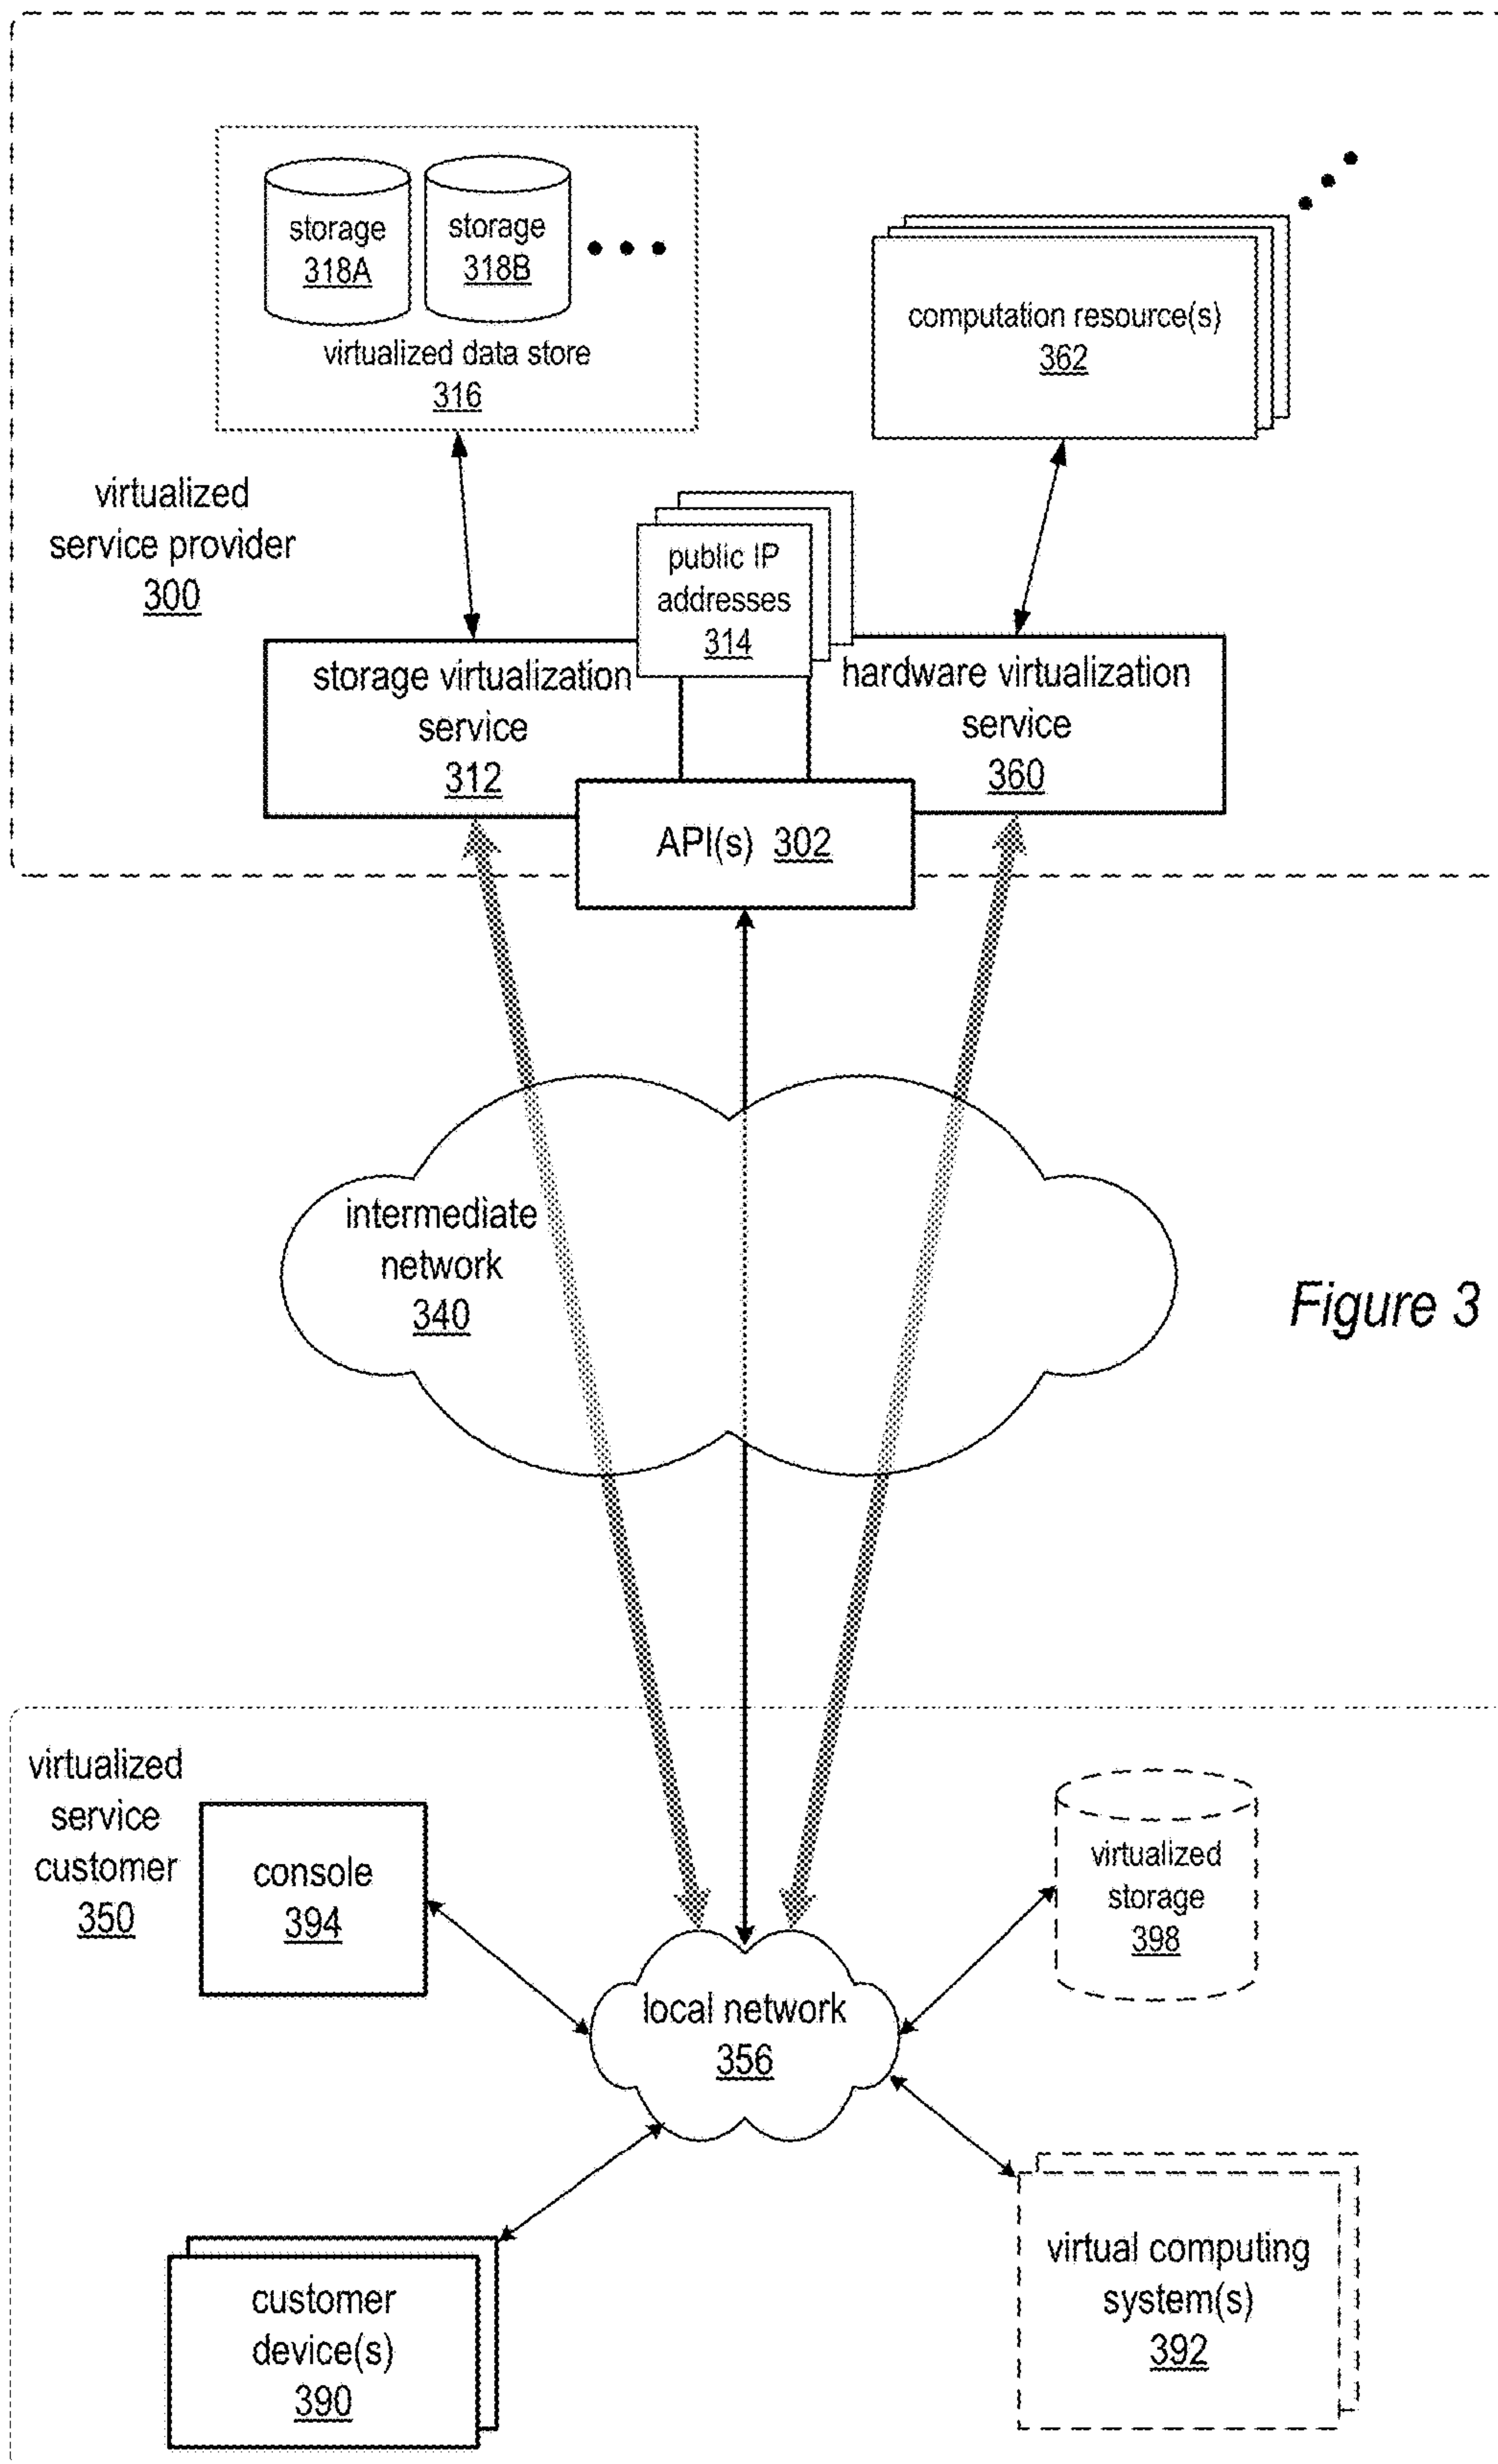 storage
318A
storage
318B
virtualized data store
316
computation resource(s)
362
virtualized
service provider
300
public IP
addresses
314
storage virtualization
service
312
hardware virtualization
service
360
API(s) 302
intermediate
network
340
Figure 3
virtualized
service
customer
350
console
394
virtualized
storage
398
local network
356
customer
device(s)
390
virtual computing
system(s)
392